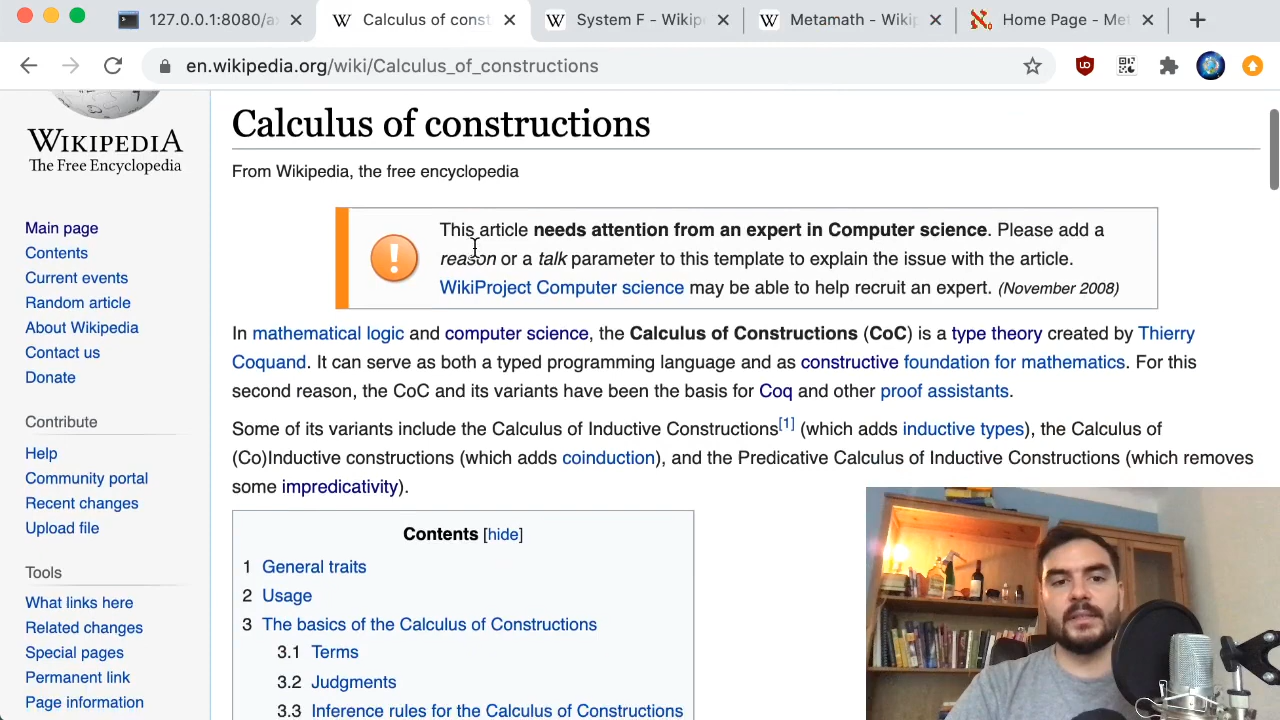 127.0.0.1:8080/a
Calculus of const
System F - Wikip
Metamath - Wiki
Home Page - Met
en.wikipedia.org/wiki/Calculus_of_constructions
WIKIPEDIA
The Free Encyclopedia
Main page
Contents
Current events
Random article
About Wikipedia
Contact us
Donate
Contribute
Help
Community portal
Recent changes
Upload file
Tools
What links here
Related changes
Special pages
Permanent link
Page information
Calculus of constructions
From Wikipedia, the free encyclopedia
This article needs attention from an expert in Computer science. Please add a
reason or a talk parameter to this template to explain the issue with the article.
WikiProject Computer science may be able to help recruit an expert. (November 2008)
In mathematical logic and computer science, the Calculus of Constructions (CoC) is a type theory created by Thierry
Coquand. It can serve as both a typed programming language and as constructive foundation for mathematics. For this
second reason, the CoC and its variants have been the basis for Coq and other proof assistants.
Some of its variants include the Calculus of Inductive Constructions[1] (which adds inductive types), the Calculus of
(Co)Inductive constructions (which adds coinduction), and the Predicative Calculus of Inductive Constructions (which removes
some impredicativity).
Contents [hide]
1 General traits
2 Usage
3 The basics of the Calculus of Constructions
3.1 Terms
3.2 Judgments
3.3 Inference rules for the Calculus of Constructions